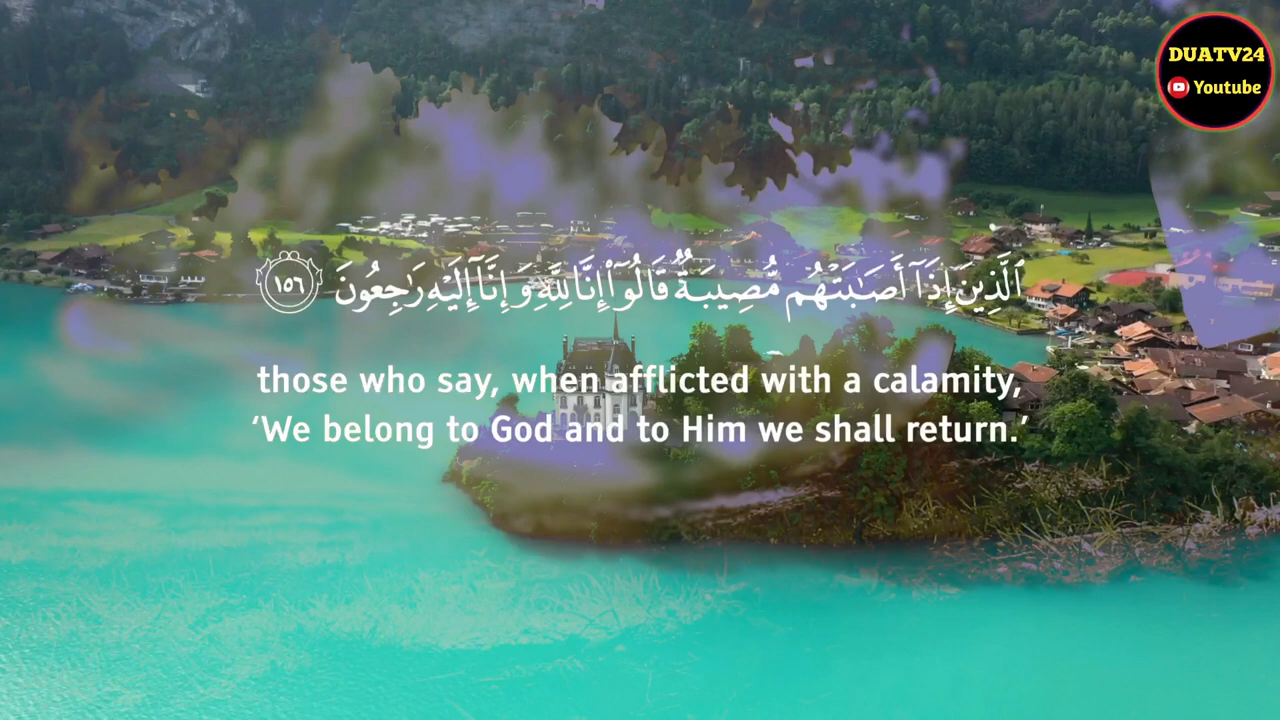 DUATV24
Youtube
ٱلَّذِينَ إِذَآ أَصَـٰبَتْهُم مُّصِيبَةٌ قَالُوٓا۟ إِنَّا لِلَّهِ وَإِنَّآ إِلَيْهِ رَٰجِعُونَ ١٥٦
those who say, when afflicted with a calamity,
‘We belong to God and to Him we shall return.’